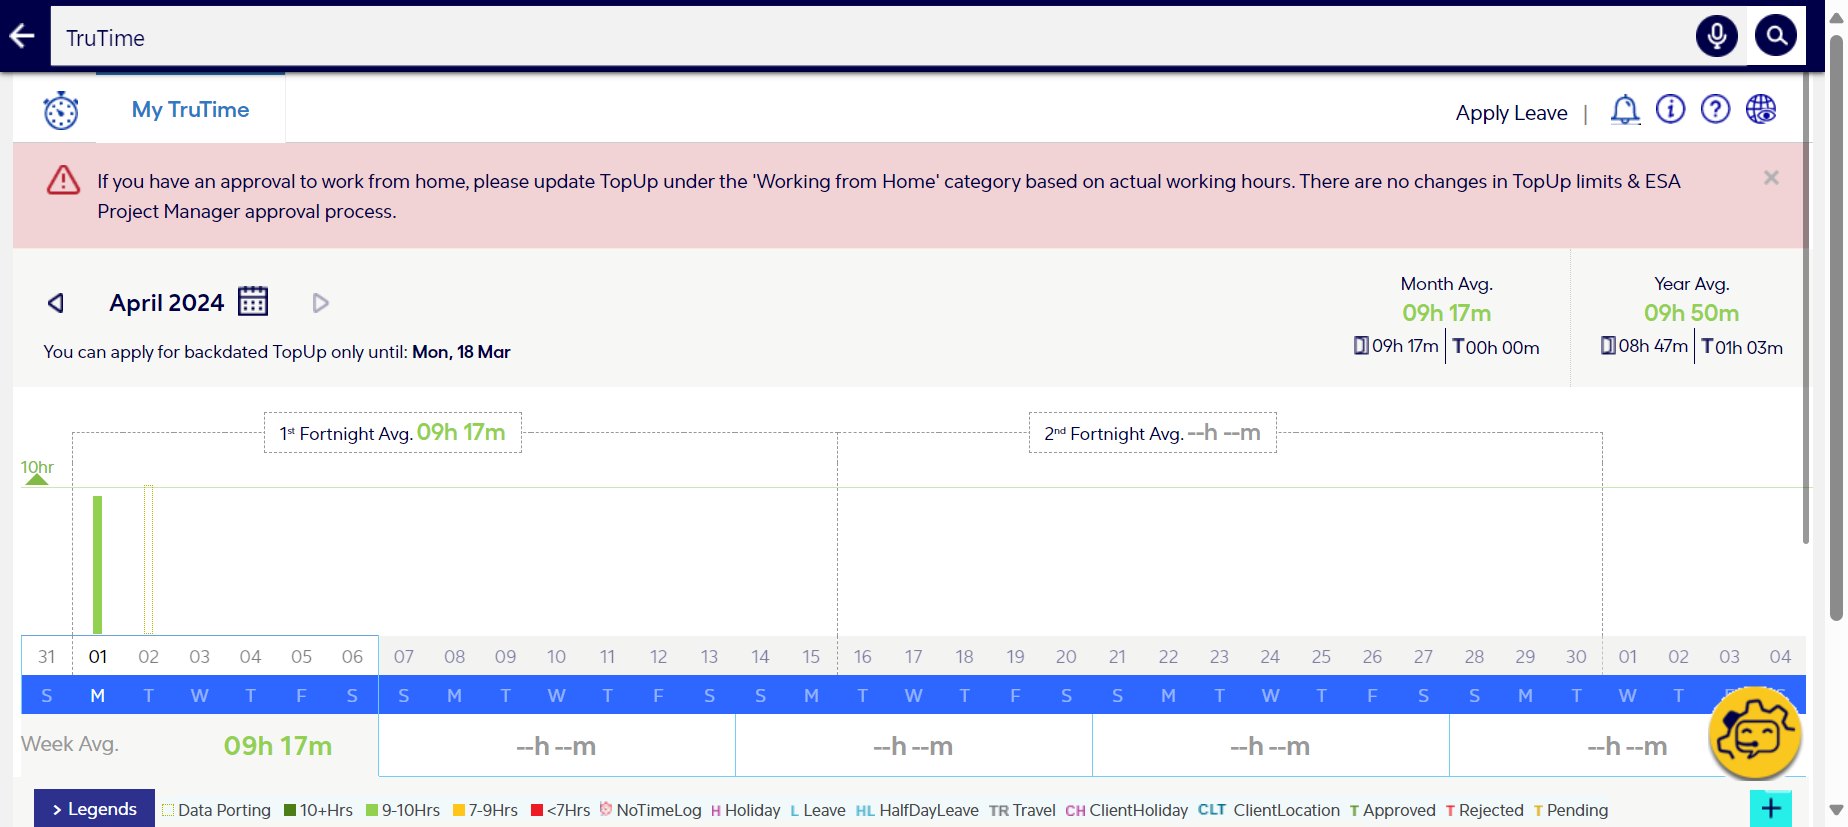 TruTime
My TruTime
Apply Leave |
If you have an approval to work from home, please update TopUp under the 'Working from Home' category based on actual working hours. There are no changes in TopUp limits & ESA
Project Manager approval process.
April 2024
You can apply for backdated TopUp only until: Mon, 18 Mar
Month Avg.
09h 17m
09h 17m T00h 00m
Year Avg.
09h 50m
08h 47m T01h 03m
1st Fortnight Avg. 09h 17m
2nd Fortnight Avg. --h --m
10hr
31 01 02 03 04 05 06 07 08 09 10 11 12 13 14 15 16 17 18 19 20 21 22 23 24 25 26 27 28 29 30 01 02 03 04
S M T W T F S S M T W T F S S M T W T F S S M T W T F S S M T W T F S
Week Avg. 09h 17m --h --m --h --m --h --m --h --m
> Legends Data Porting 10+Hrs 9-10Hrs 7-9Hrs <7Hrs NoTimeLog H Holiday L Leave HL HalfDayLeave TR Travel CH ClientHoliday CLT ClientLocation T Approved T Rejected T Pending